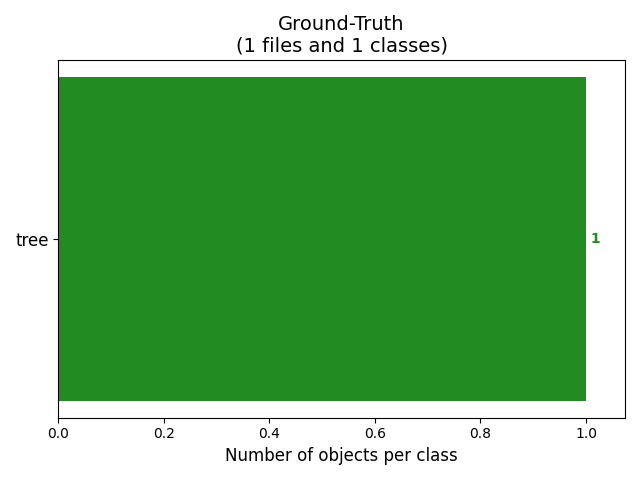 Ground-Truth
(1 files and 1 classes)
tree
1
0.0 0.2 0.4 0.6 0.8 1.0
Number of objects per class